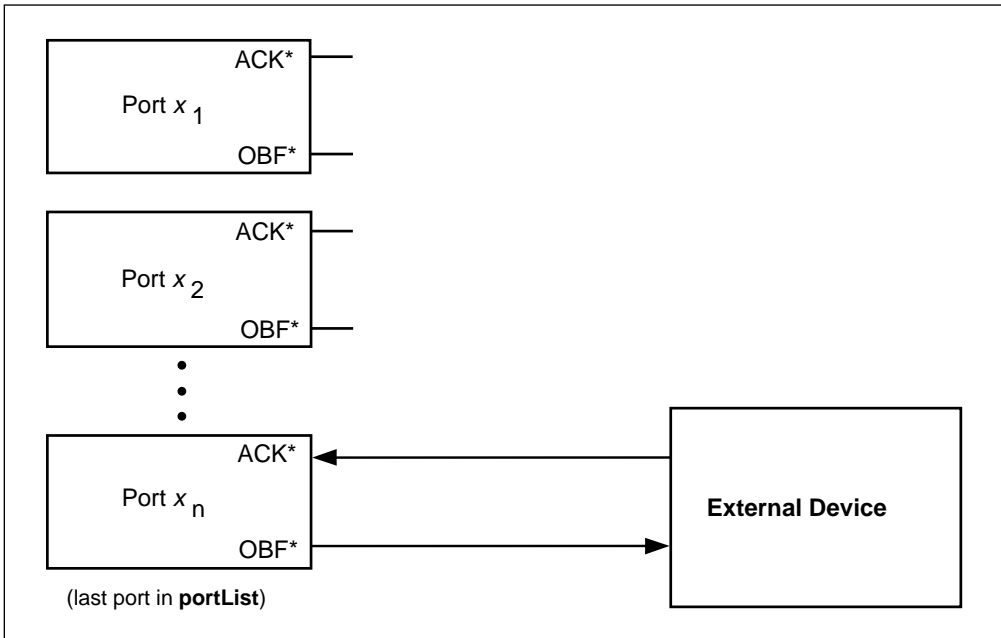 ACK*
Port x 1
OBF*
ACK*
Port x 2
OBF*
ACK*
Port x n
External Device
OBF*
(last port in portList)